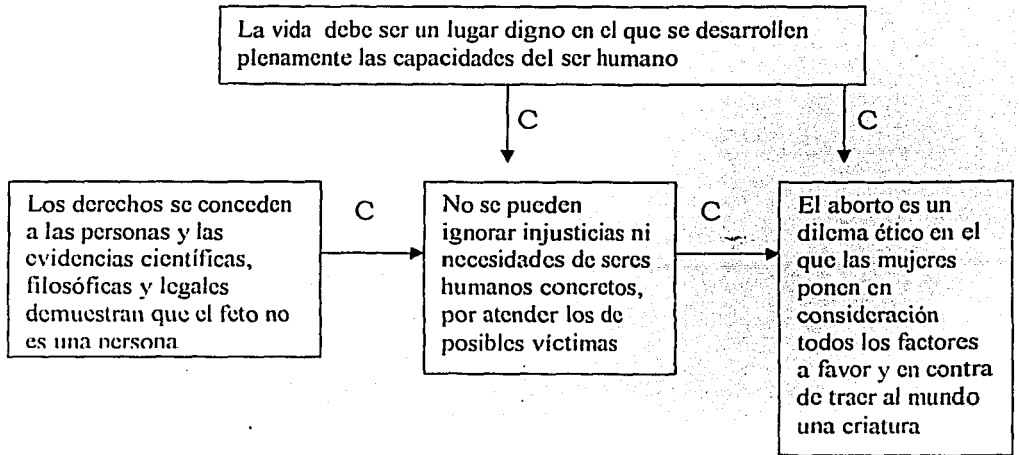 La vida debe ser un lugar digno en el que se desarrollen
plenamente las capacidades del ser humano
C
C
Los derechos se conceden
a las personas y las
evidencias científicas,
filosóficas y legales
demuestran que el feto no
es una persona
C
No se pueden
ignorar injusticias ni
necesidades de seres
humanos concretos,
por atender los de
posibles víctimas
C
El aborto es un
dilema ético en el
que las mujeres
ponen en
consideración
todos los factores
a favor y en contra
de traer al mundo
una criatura